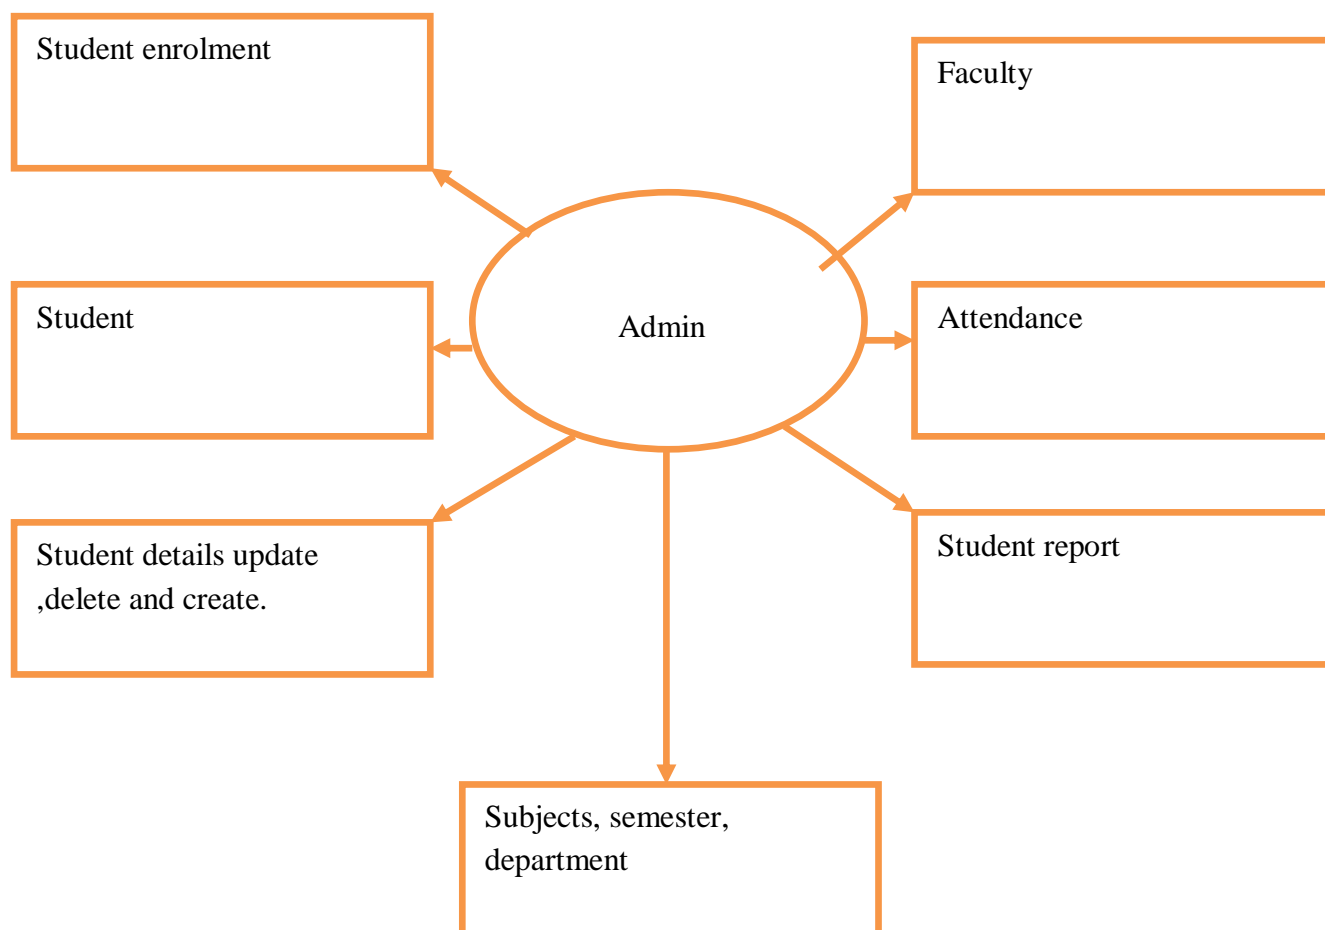 Student enrolment
Faculty
Student
Admin
Attendance
Student details update
,delete and create.
Student report
Subjects, semester,
department